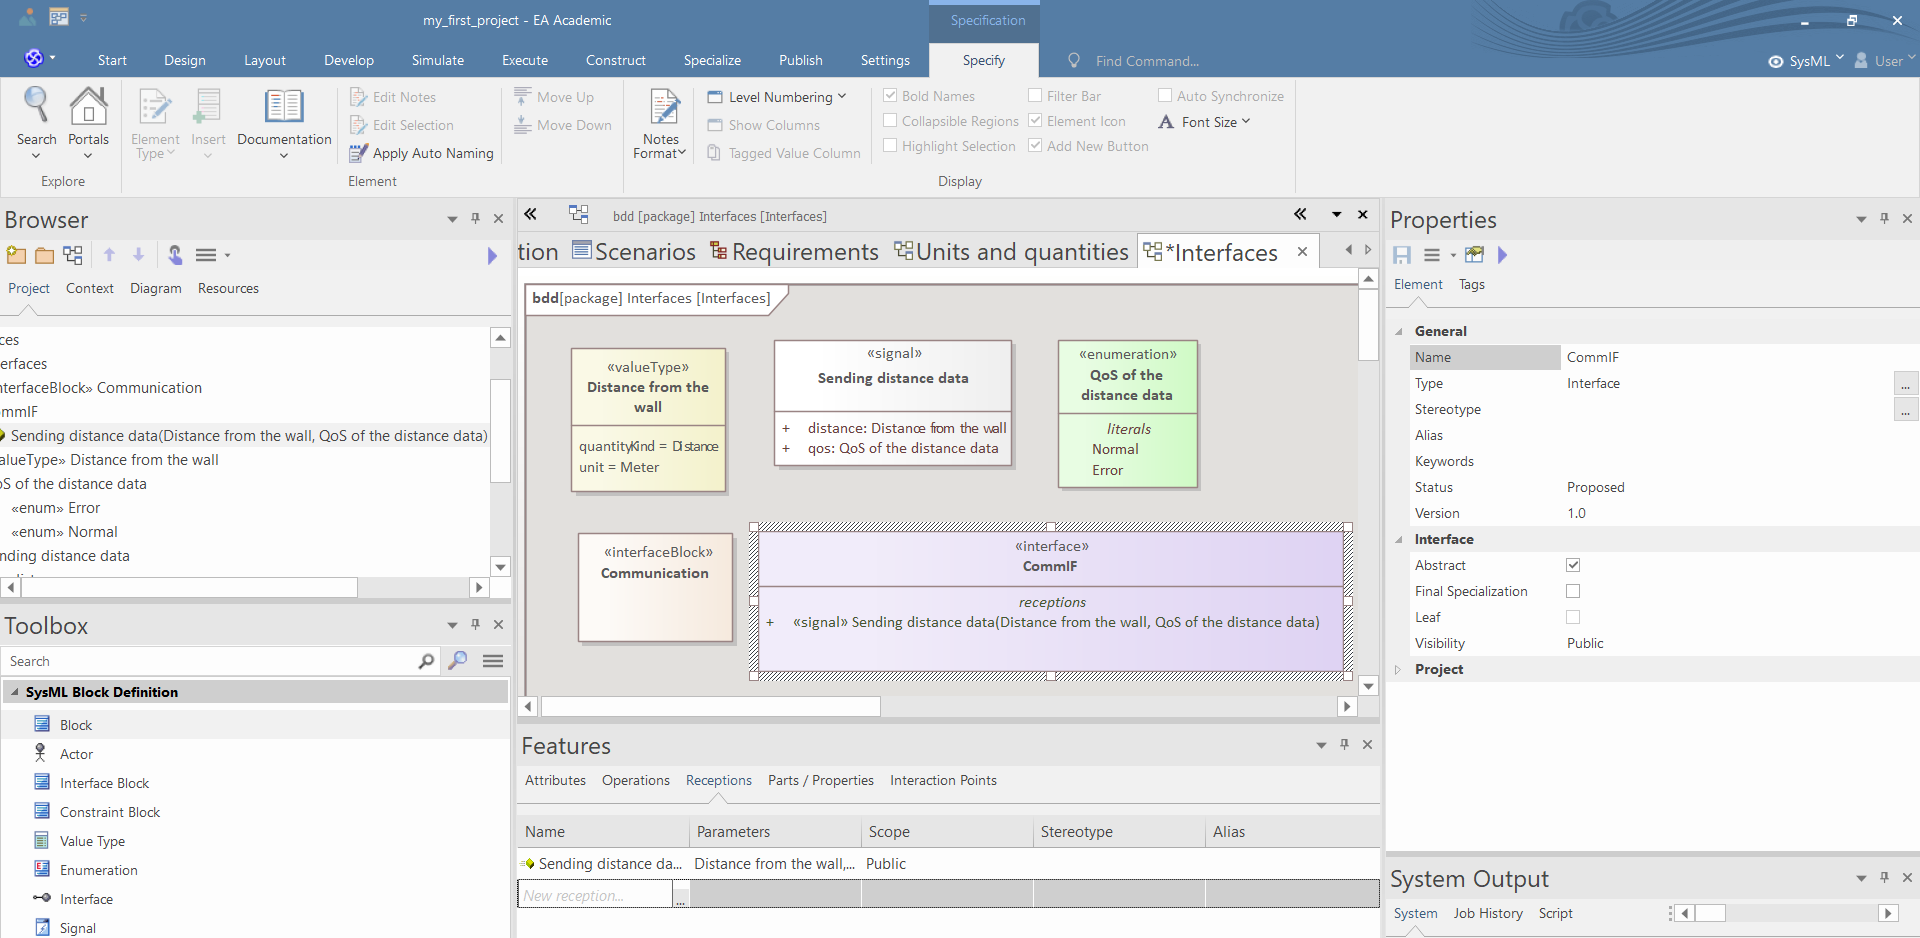 my_first_project - EA Academic
Specification
Start Design Layout Develop Simulate Execute Construct Specialize Publish Settings Specify Find Command... SysML User
Search
Portals
Explore
Element
Type
Insert
Documentation
Edit Notes
Edit Selection
Apply Auto Naming
Move Up
Move Down
Element
Notes
Format
Level Numbering
Show Columns
Tagged Value Column
Bold Names
Collapsible Regions
Highlight Selection
Filter Bar
Element Icon
Add New Button
Auto Synchronize
Font Size
Display
Browser
Project Context Diagram Resources
ces
erfaces
nterfaceBlock» Communication
mmIF
Sending distance data(Distance from the wall, QoS of the distance data)
alueType» Distance from the wall
S of the distance data
«enum» Error
«enum» Normal
nding distance data
Toolbox
Search
SysML Block Definition
Block
Actor
Interface Block
Constraint Block
Value Type
Enumeration
Interface
Signal
bdd [package] Interfaces [Interfaces]
tion Scenarios Requirements Units and quantities *Interfaces
bdd[package] Interfaces [Interfaces]
«valueType»
Distance from the
wall
quantityKind = Distance
unit = Meter
«signal»
Sending distance data
+ distance: Distance from the wall
+ qos: QoS of the distance data
«enumeration»
QoS of the
distance data
literals
Normal
Error
«interfaceBlock»
Communication
«interface»
CommIF
receptions
+ «signal» Sending distance data(Distance from the wall, QoS of the distance data)
Features
Attributes Operations Receptions Parts / Properties Interaction Points
Name Parameters Scope Stereotype Alias
Sending distance da... Distance from the wall,... Public
New reception... ...
Properties
Element Tags
General
Name CommIF
Type Interface ...
Stereotype ...
Alias
Keywords
Status Proposed
Version 1.0
Interface
Abstract
Final Specialization
Leaf
Visibility Public
Project
System Output
System Job History Script